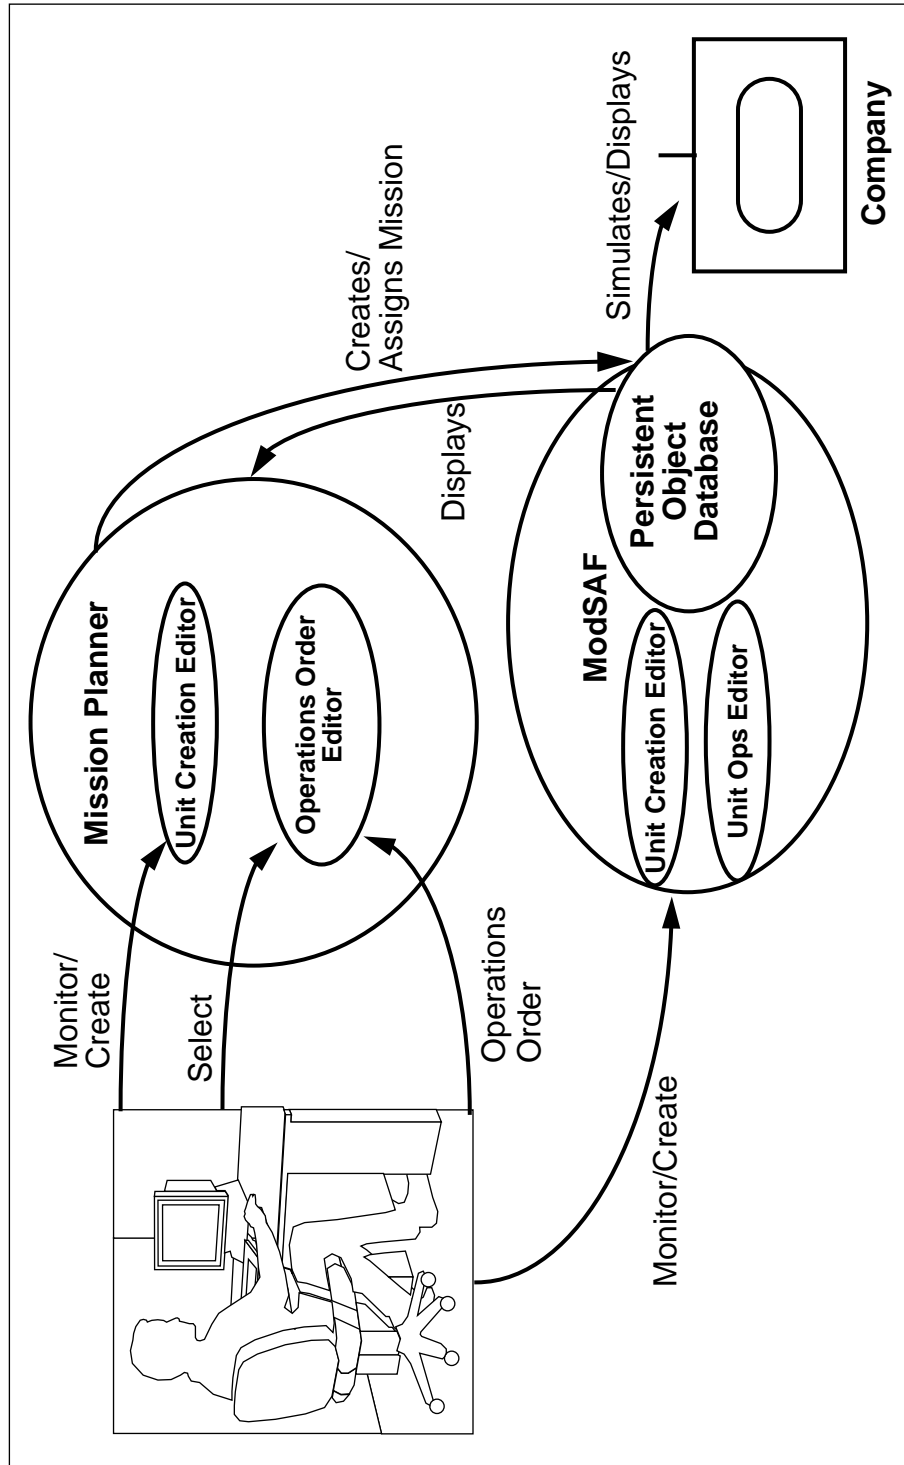 Monitor/
Create
Select
Operations
Order
Monitor/Create
Mission Planner
Unit Creation Editor
Operations Order
Editor
Displays
Creates/
Assigns Mission
ModSAF
Unit Creation Editor
Unit Ops Editor
Persistent
Object
Database
Simulates/Displays
Company